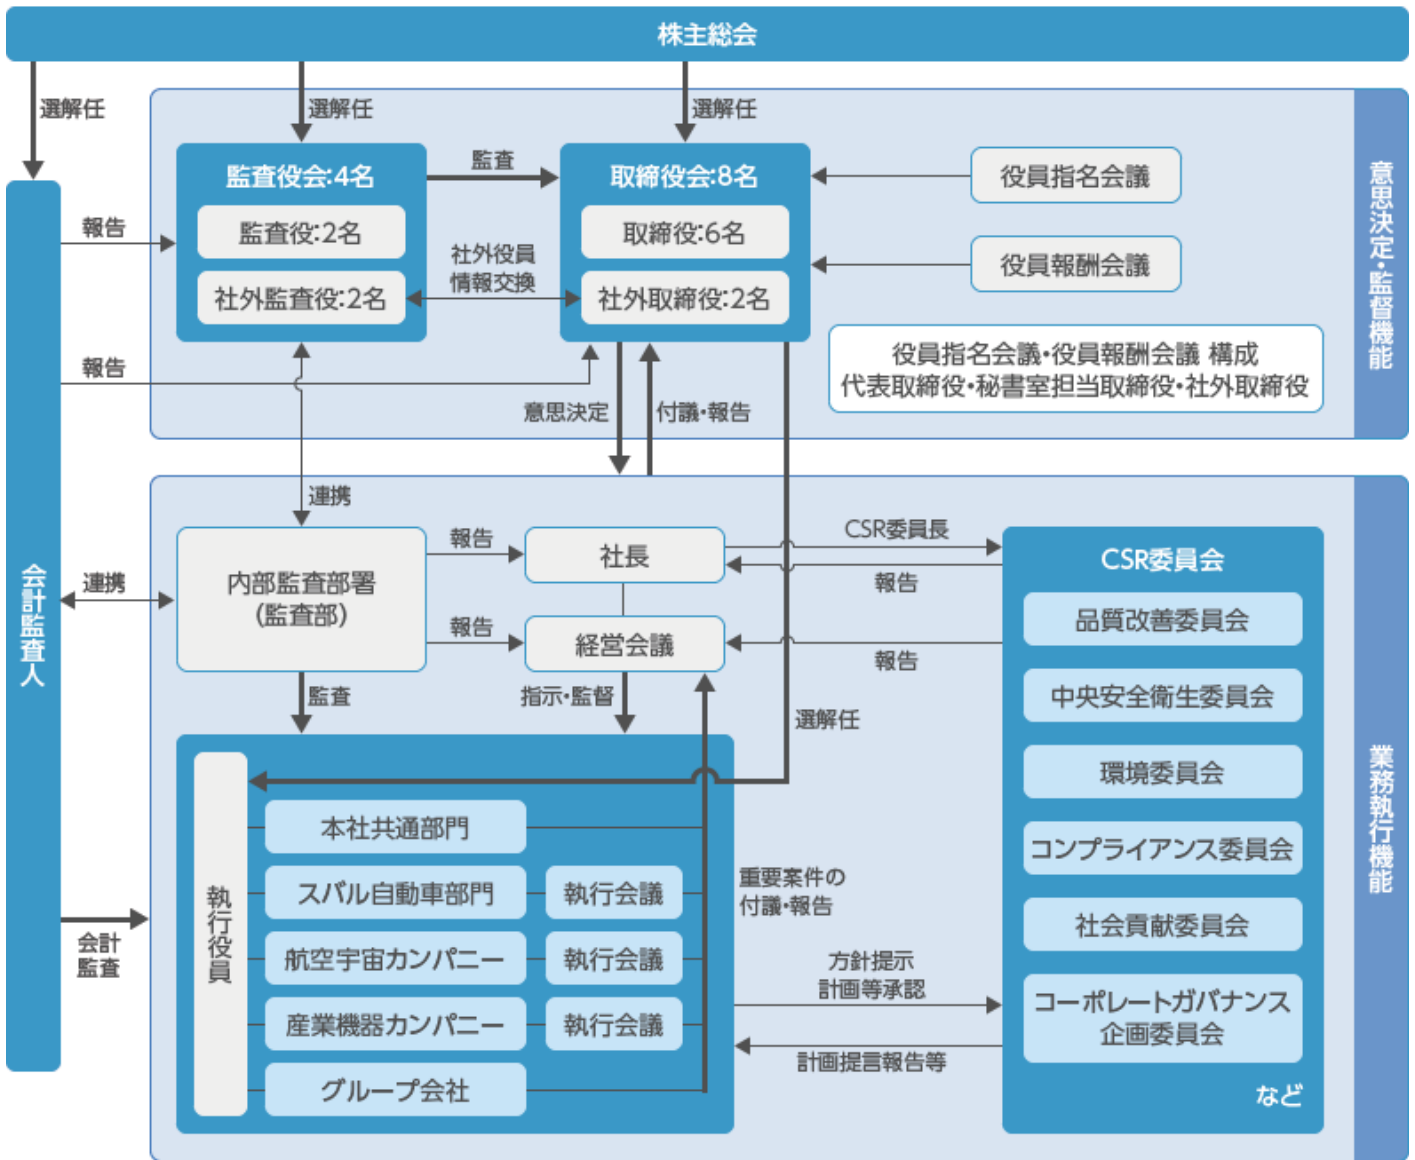 株主総会
選解任
選解任
選解任
監査役会:4名
監査役:2名
社外監査役:2名
監査
社外役員
情報交換
取締役会:8名
取締役:6名
社外取締役:2名
役員指名会議
役員報酬会議
役員指名会議・役員報酬会議 構成
代表取締役・秘書室担当取締役・社外取締役
意思決定・監督機能
報告
報告
意思決定
付議・報告
連携
会計監査人
連携
内部監査部署
(監査部)
報告
報告
社長
経営会議
CSR委員長
報告
報告
監査
指示・監督
選解任
執行役員
本社共通部門
スバル自動車部門
執行会議
航空宇宙カンパニー
執行会議
産業機器カンパニー
執行会議
グループ会社
重要案件の
付議・報告
会計
監査
方針提示
計画等承認
計画提言報告等
CSR委員会
品質改善委員会
中央安全衛生委員会
環境委員会
コンプライアンス委員会
社会貢献委員会
コーポレートガバナンス
企画委員会
など
業務執行機能